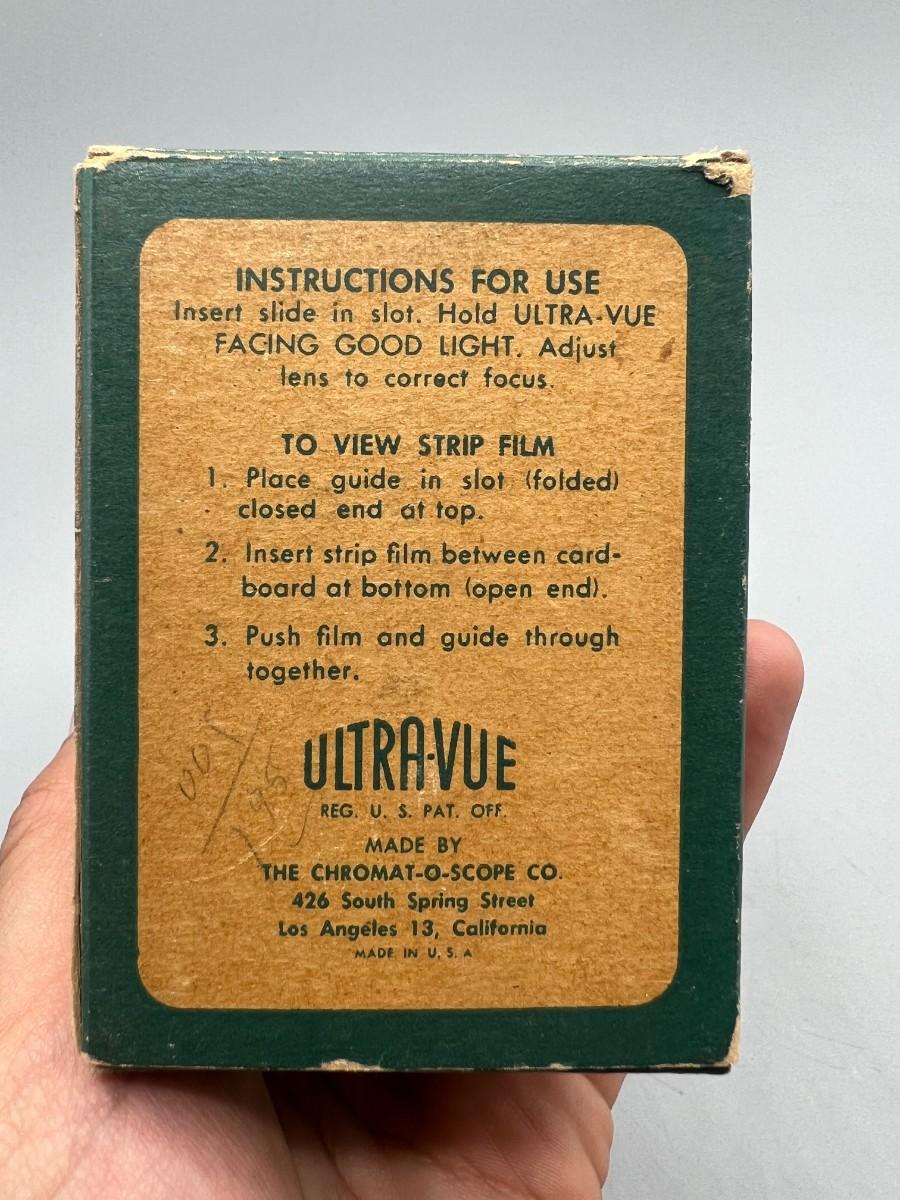 INSTRUCTIONS FOR USE
Insert slide in slot. Hold ULTRA-VUE
FACING GOOD LIGHT. Adjust
lens to correct focus.
TO VIEW STRIP FILM
1. Place guide in slot (folded)
closed end at top.
2. Insert strip film between card-
board at bottom (open end).
3. Push film and guide through
together.
ULTRA-VUE
REG. U. S. PAT. OFF.
MADE BY
THE CHROMAT-O-SCOPE CO.
426 South Spring Street
Los Angeles 13, California
MADE IN U. S. A